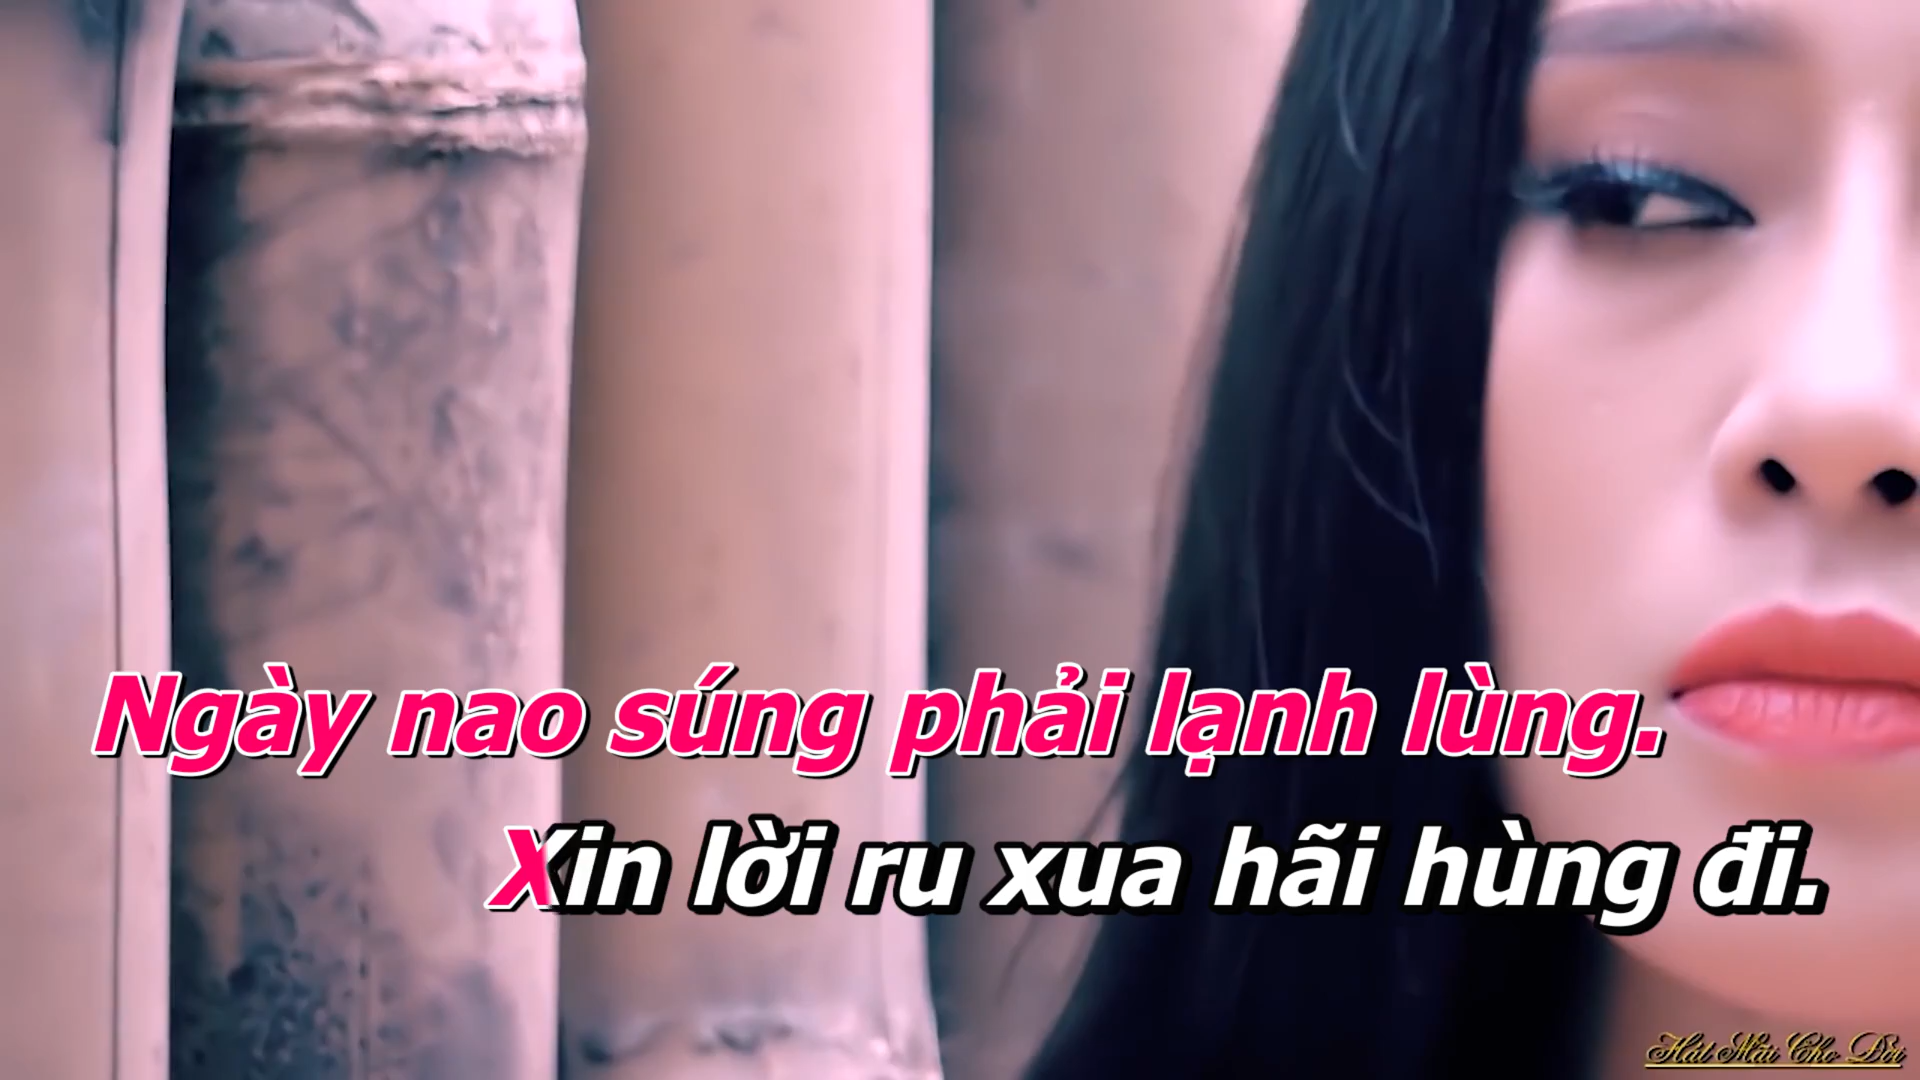 Ngày nao súng phải lạnh lùng.
Xin lời ru xua hãi hùng đi.
Hát Mãi Cho Đời